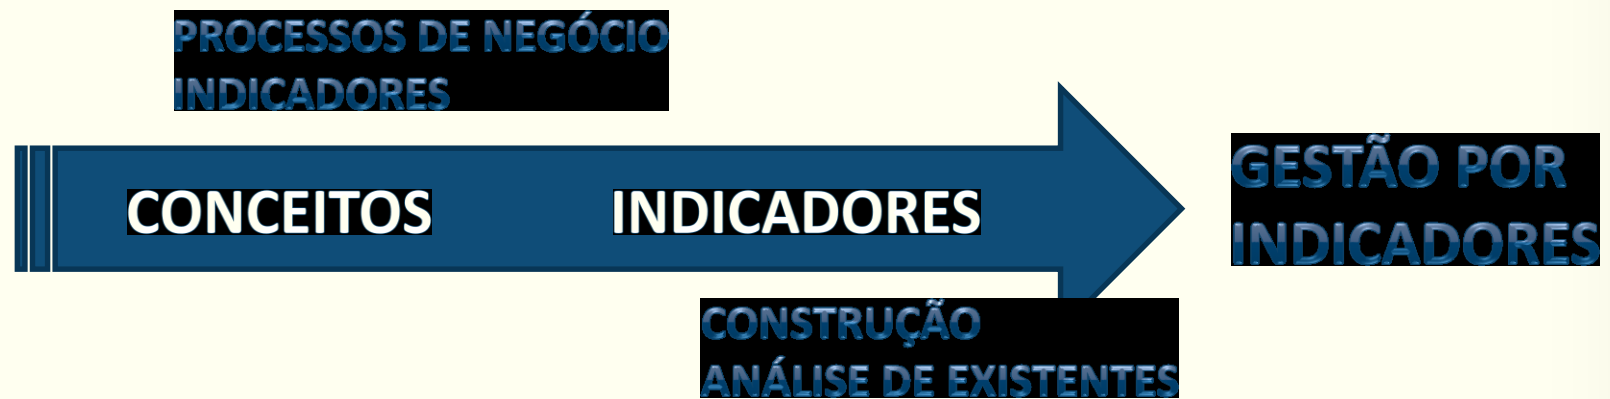 PROCESSOS DE NEGÓCIO
INDICADORES
CONCEITOS INDICADORES
GESTÃO POR
INDICADORES
CONSTRUÇÃO
ANÁLISE DE EXISTENTES